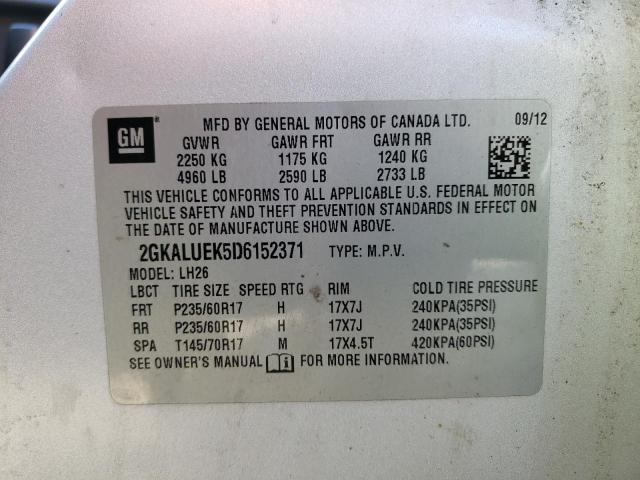 GM
MFD BY GENERAL MOTORS OF CANADA LTD. 09/12
GVWR GAWR FRT GAWR RR
2250 KG 1175 KG 1240 KG
4960 LB 2590 LB 2733 LB
THIS VEHICLE CONFORMS TO ALL APPLICABLE U.S. FEDERAL MOTOR
VEHICLE SAFETY AND THEFT PREVENTION STANDARDS IN EFFECT ON
THE DATE OF MANUFACTURE SHOWN ABOVE.
2GKALUEK5D6152371 TYPE: M.P.V.
MODEL: LH26
LBCT TIRE SIZE SPEED RTG RIM COLD TIRE PRESSURE
FRT P235/60R17 H 17X7J 240KPA(35PSI)
RR P235/60R17 H 17X7J 240KPA(35PSI)
SPA T145/70R17 M 17X4.5T 420KPA(60PSI)
SEE OWNER'S MANUAL FOR MORE INFORMATION.